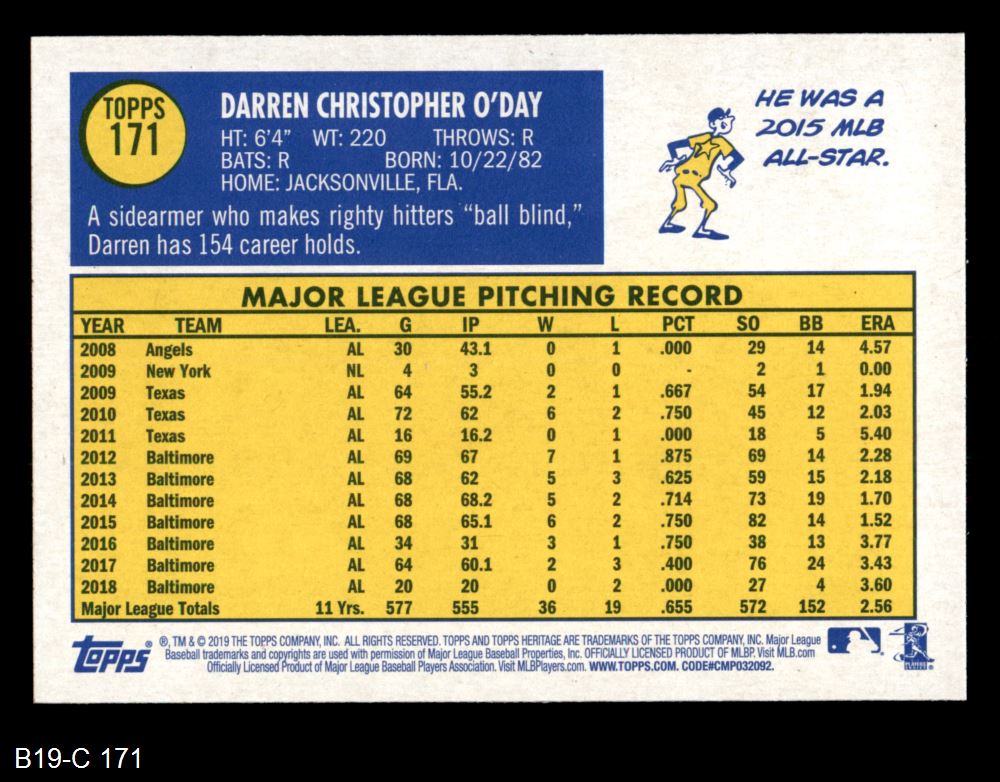 TOPPS
171
DARREN CHRISTOPHER O'DAY
HT: 6'4" WT: 220 THROWS: R
BATS: R BORN: 10/22/82
HOME: JACKSONVILLE, FLA.
A sidearmer who makes righty hitters "ball blind,"
Darren has 154 career holds.
HE WAS A
2015 MLB
ALL-STAR.
MAJOR LEAGUE PITCHING RECORD
YEAR TEAM LEA. G IP W L PCT SO BB ERA
2008 Angels AL 30 43.1 0 1 .000 29 14 4.57
2009 New York NL 4 3 0 0 - 2 1 0.00
2009 Texas AL 64 55.2 2 1 .667 54 17 1.94
2010 Texas AL 72 62 6 2 .750 45 12 2.03
2011 Texas AL 16 16.2 0 1 .000 18 5 5.40
2012 Baltimore AL 69 67 7 1 .875 69 14 2.28
2013 Baltimore AL 68 62 5 3 .625 59 15 2.18
2014 Baltimore AL 68 68.2 5 2 .714 73 19 1.70
2015 Baltimore AL 68 65.1 6 2 .750 82 14 1.52
2016 Baltimore AL 34 31 3 1 .750 38 13 3.77
2017 Baltimore AL 64 60.1 2 3 .400 76 24 3.43
2018 Baltimore AL 20 20 0 2 .000 27 4 3.60
Major League Totals 11 Yrs. 577 555 36 19 .655 572 152 2.56
Topps ®, TM & © 2019 THE TOPPS COMPANY, INC. ALL RIGHTS RESERVED. TOPPS AND TOPPS HERITAGE ARE TRADEMARKS OF THE TOPPS COMPANY, INC. Major League
Baseball trademarks and copyrights are used with permission of Major League Baseball Properties, Inc. OFFICIALLY LICENSED PRODUCT OF MLBP. Visit MLB.com
Officially Licensed Product of Major League Baseball Players Association. Visit MLBPlayers.com. WWW.TOPPS.COM. CODE#CMP032092.
PLAYERS
B19-C 171